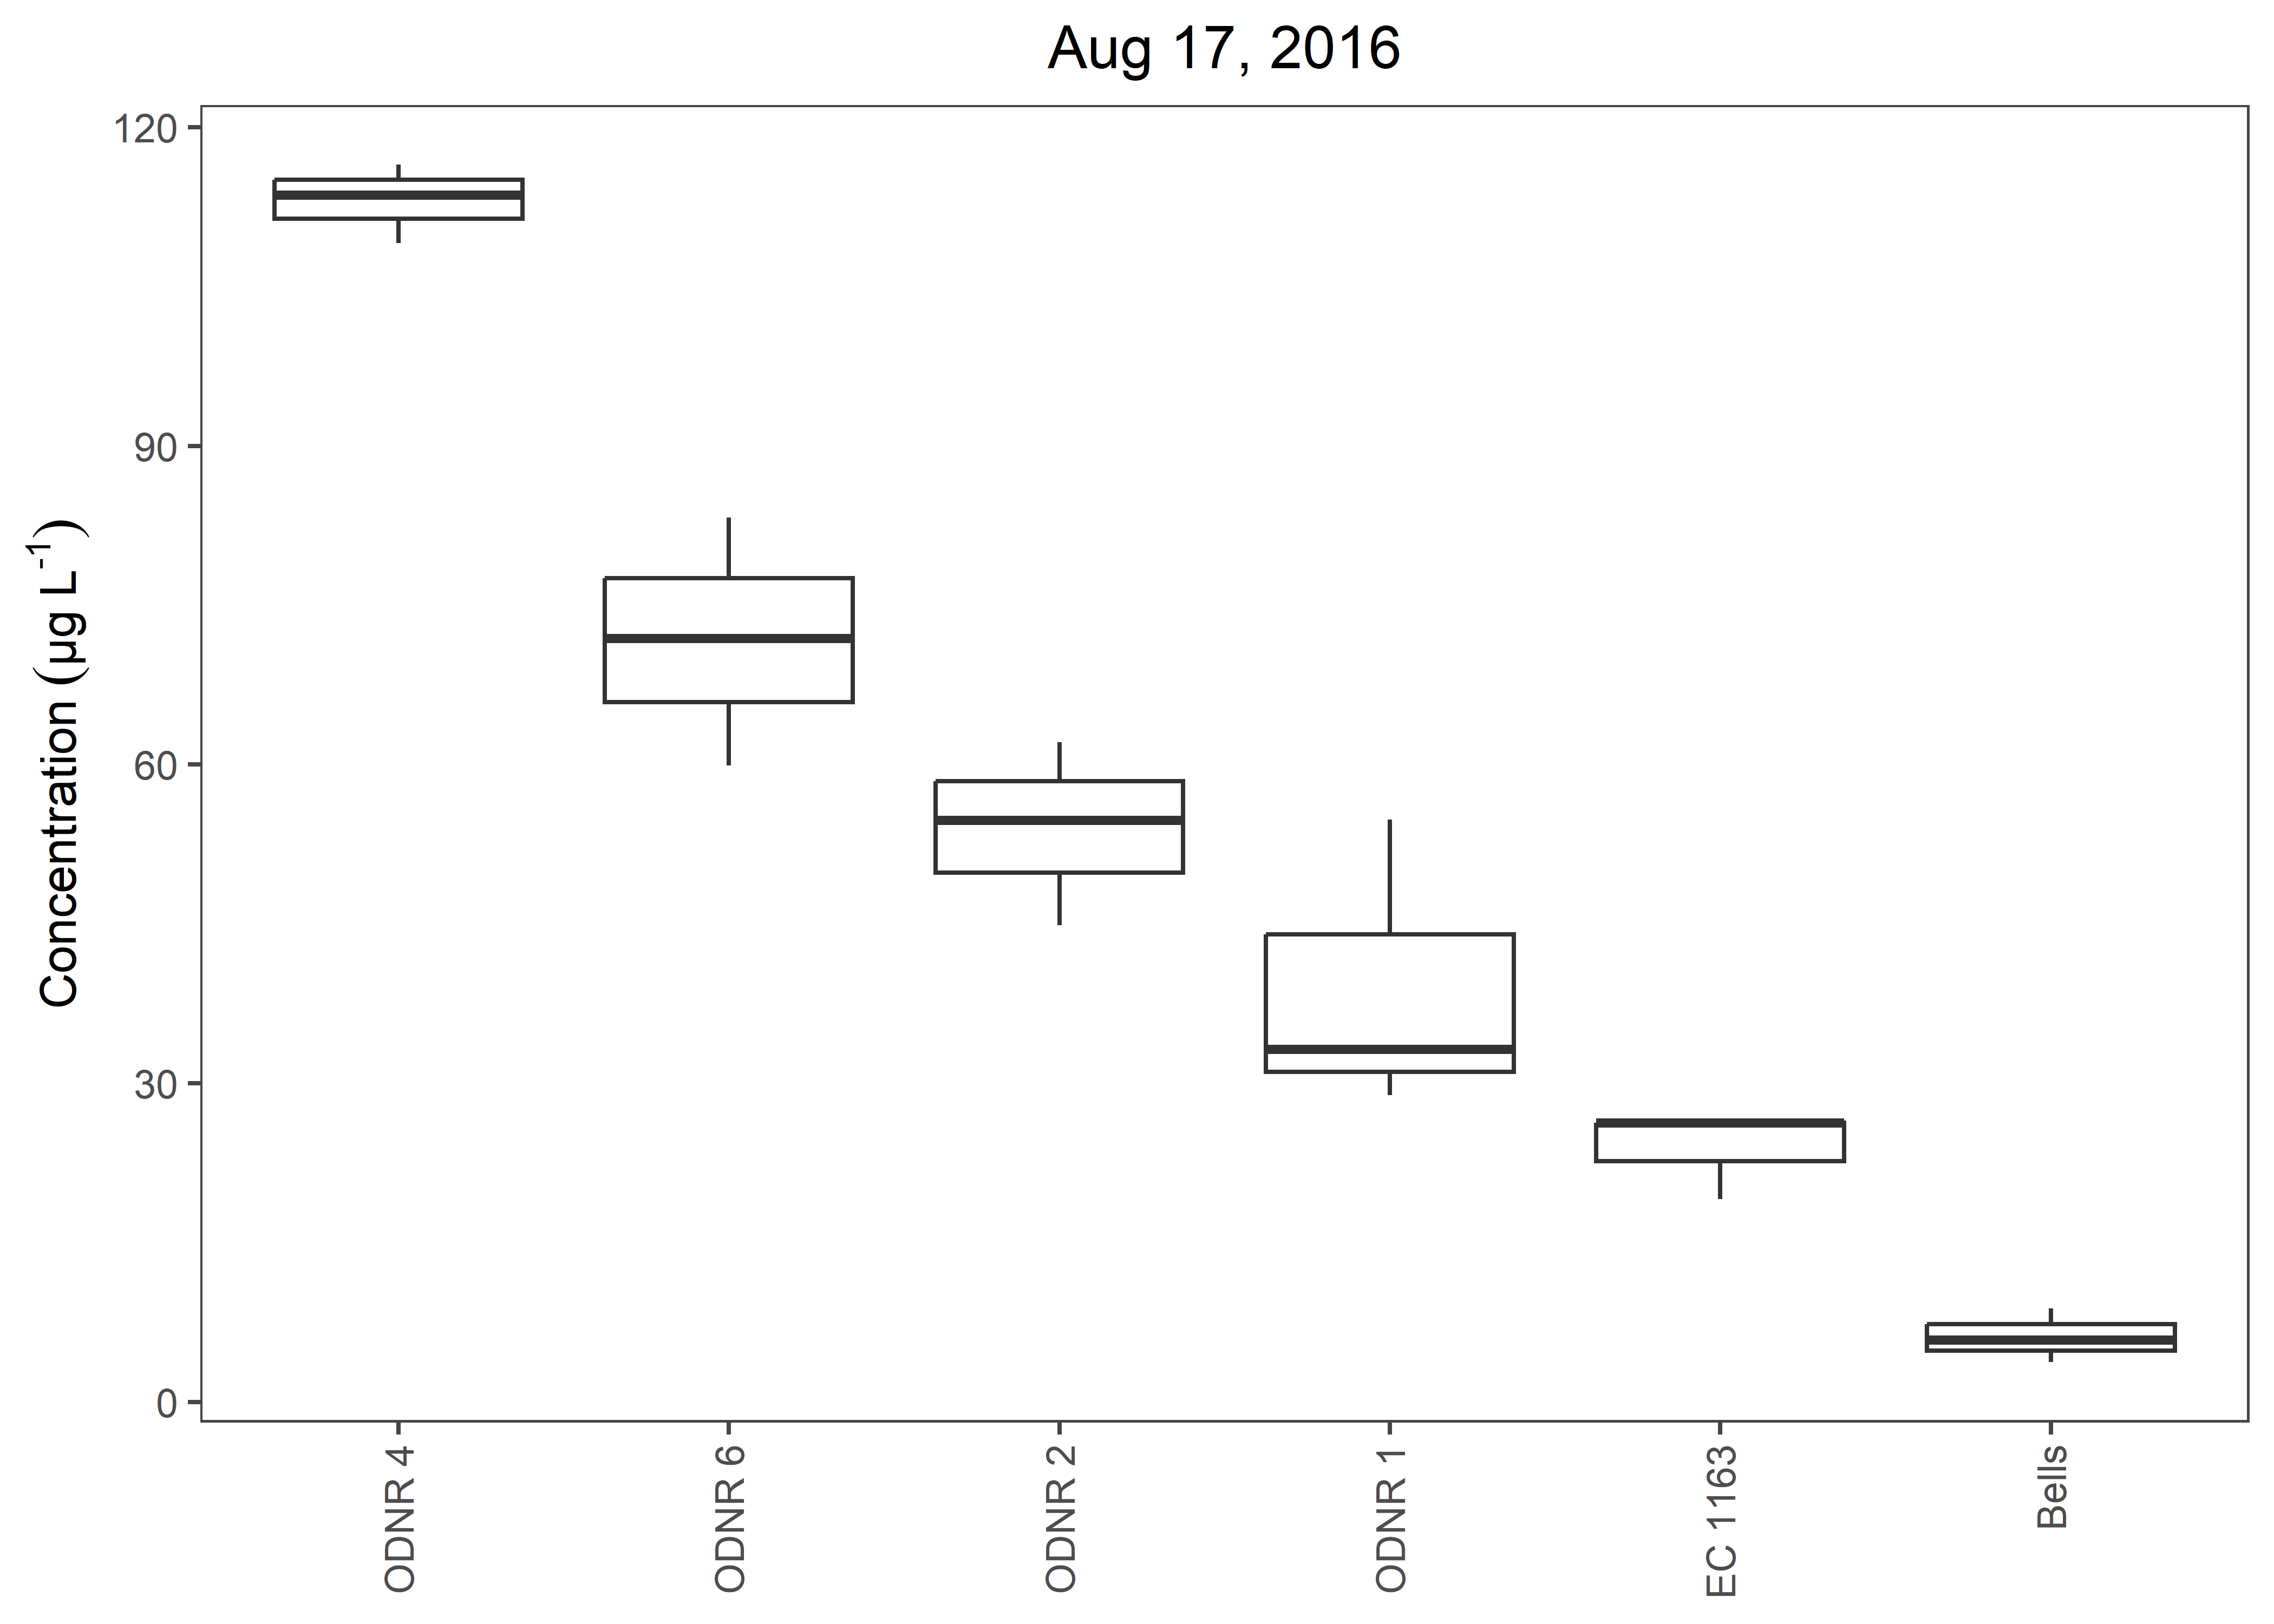 Aug 17, 2016
Concentration (µg L⁻¹)
120
90
60
30
0
ODNR 4
ODNR 6
ODNR 2
ODNR 1
EC 1163
Bells